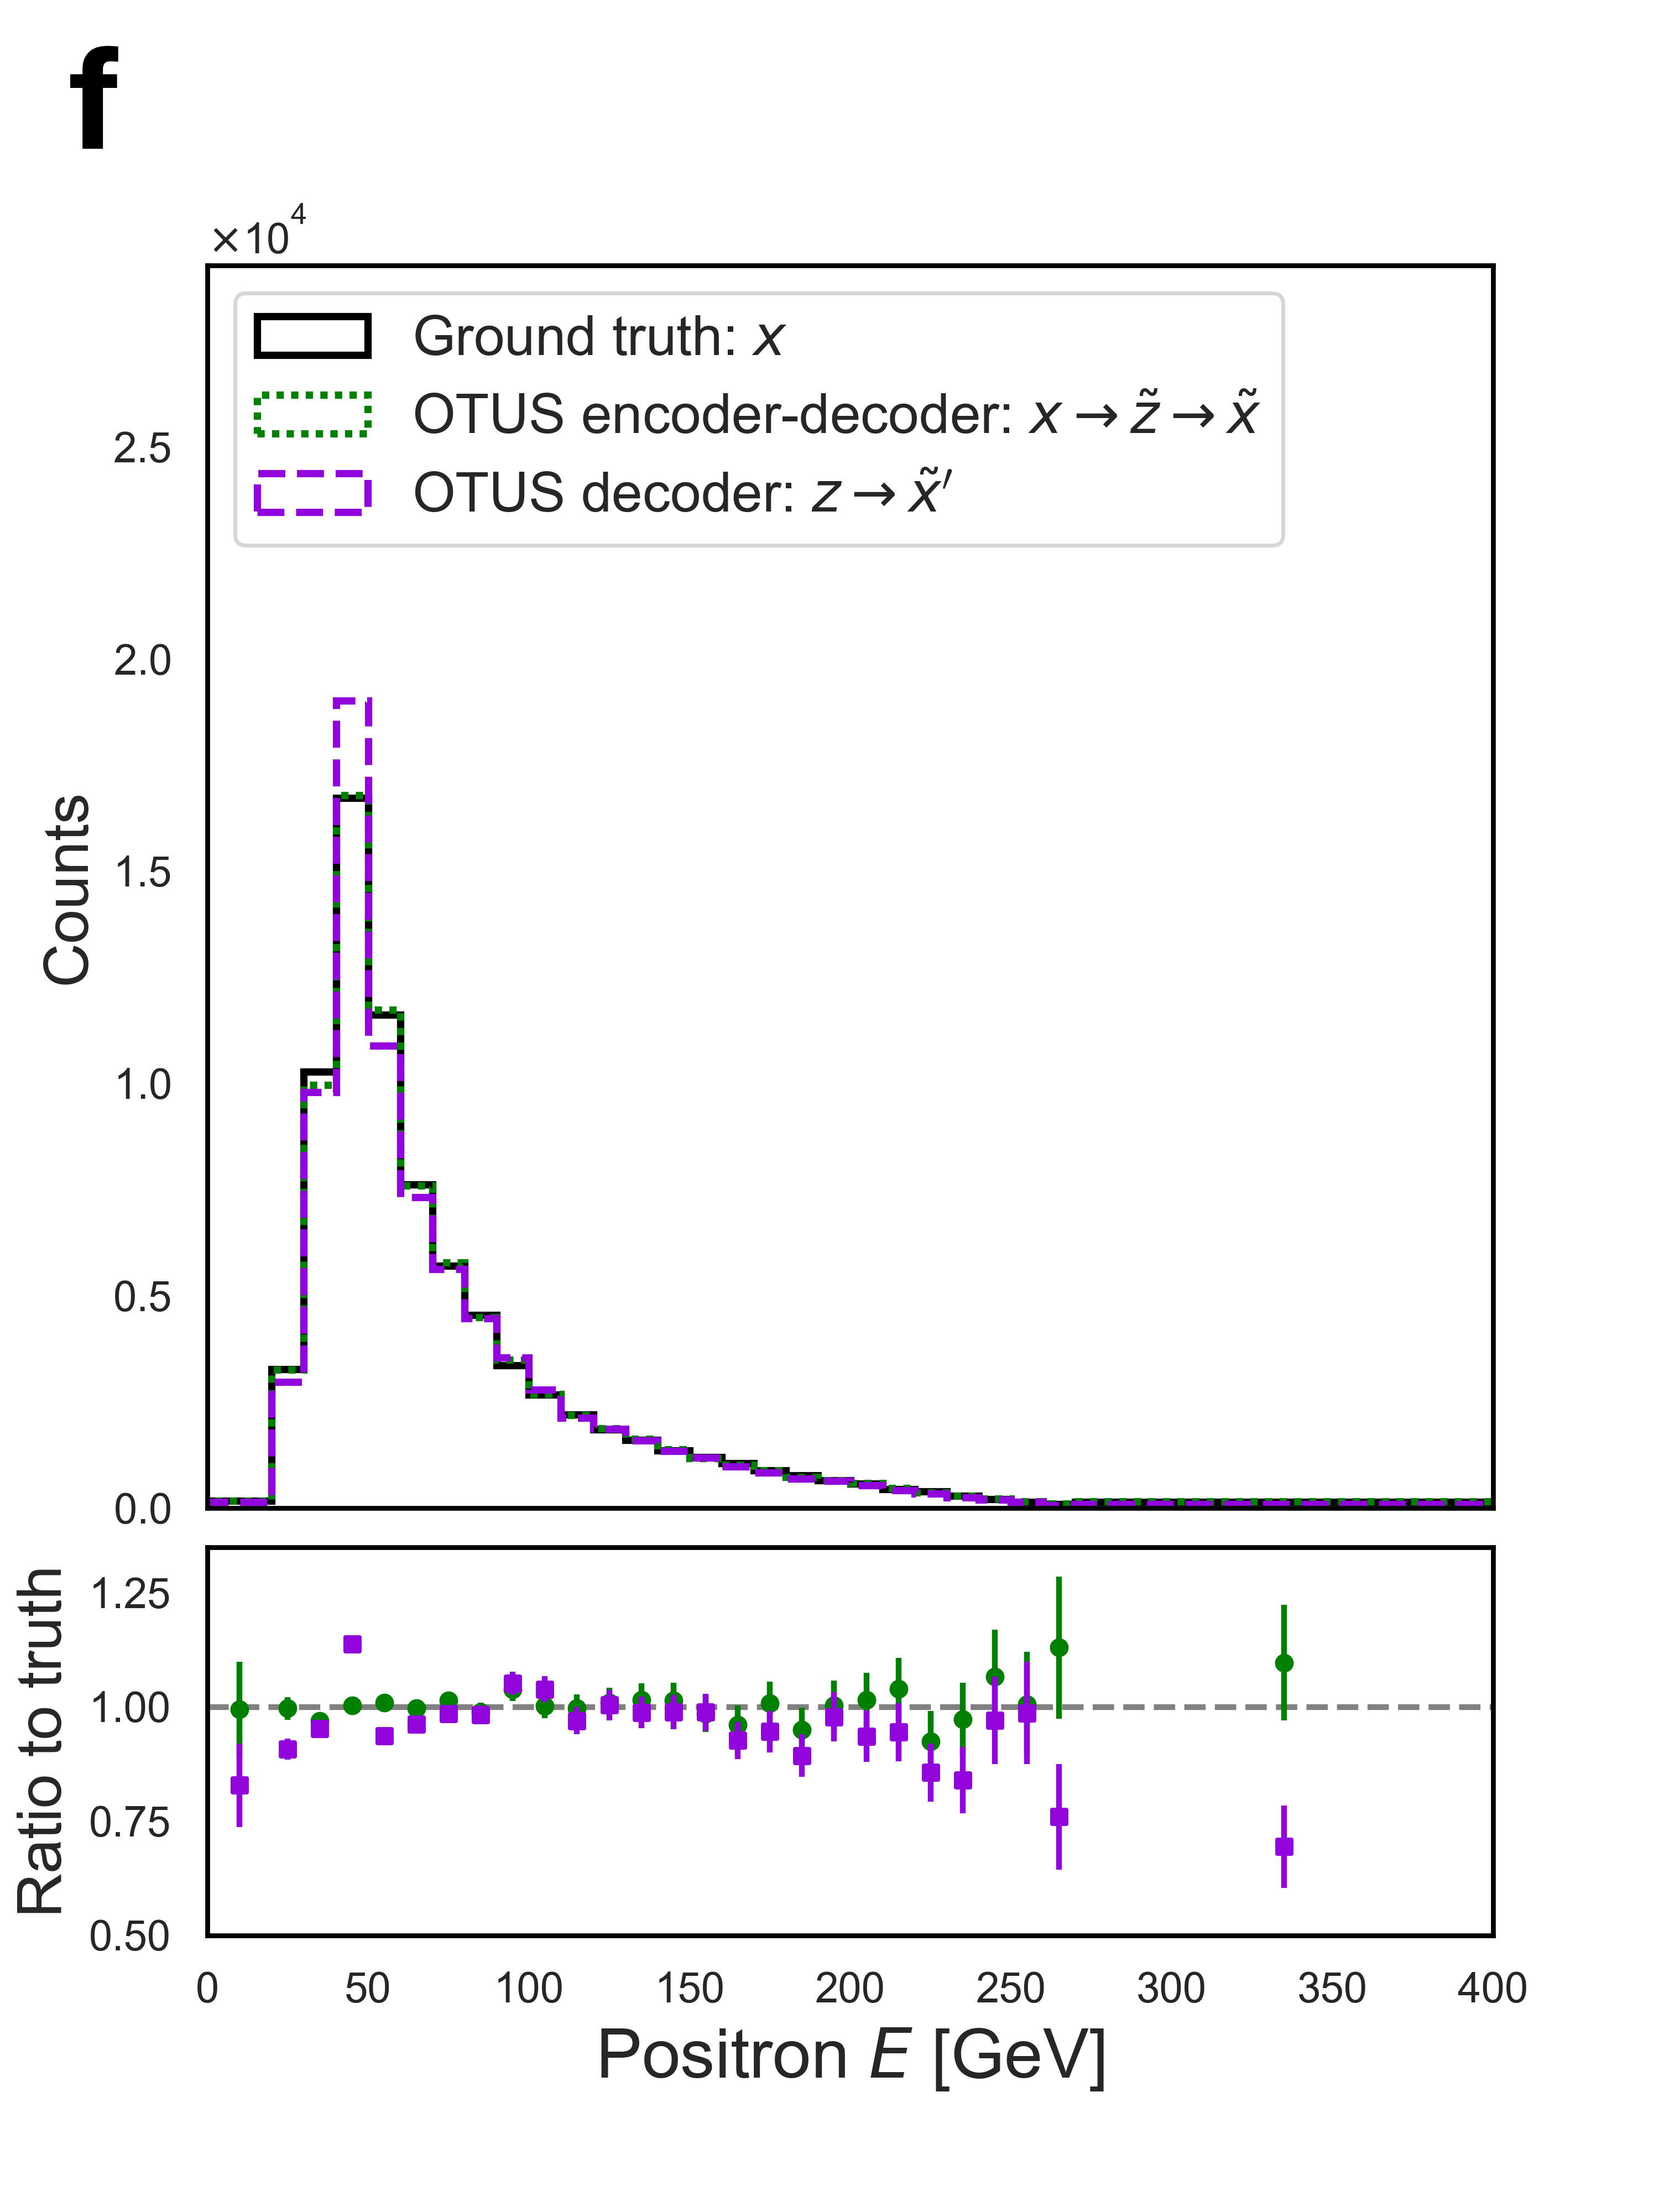 f
×10⁴
Ground truth: x
OTUS encoder-decoder: x → z̃ → x̃
OTUS decoder: z → x̃′
2.5
2.0
1.5
1.0
0.5
0.0
Counts
1.25
1.00
0.75
0.50
Ratio to truth
0 50 100 150 200 250 300 350 400
Positron E [GeV]